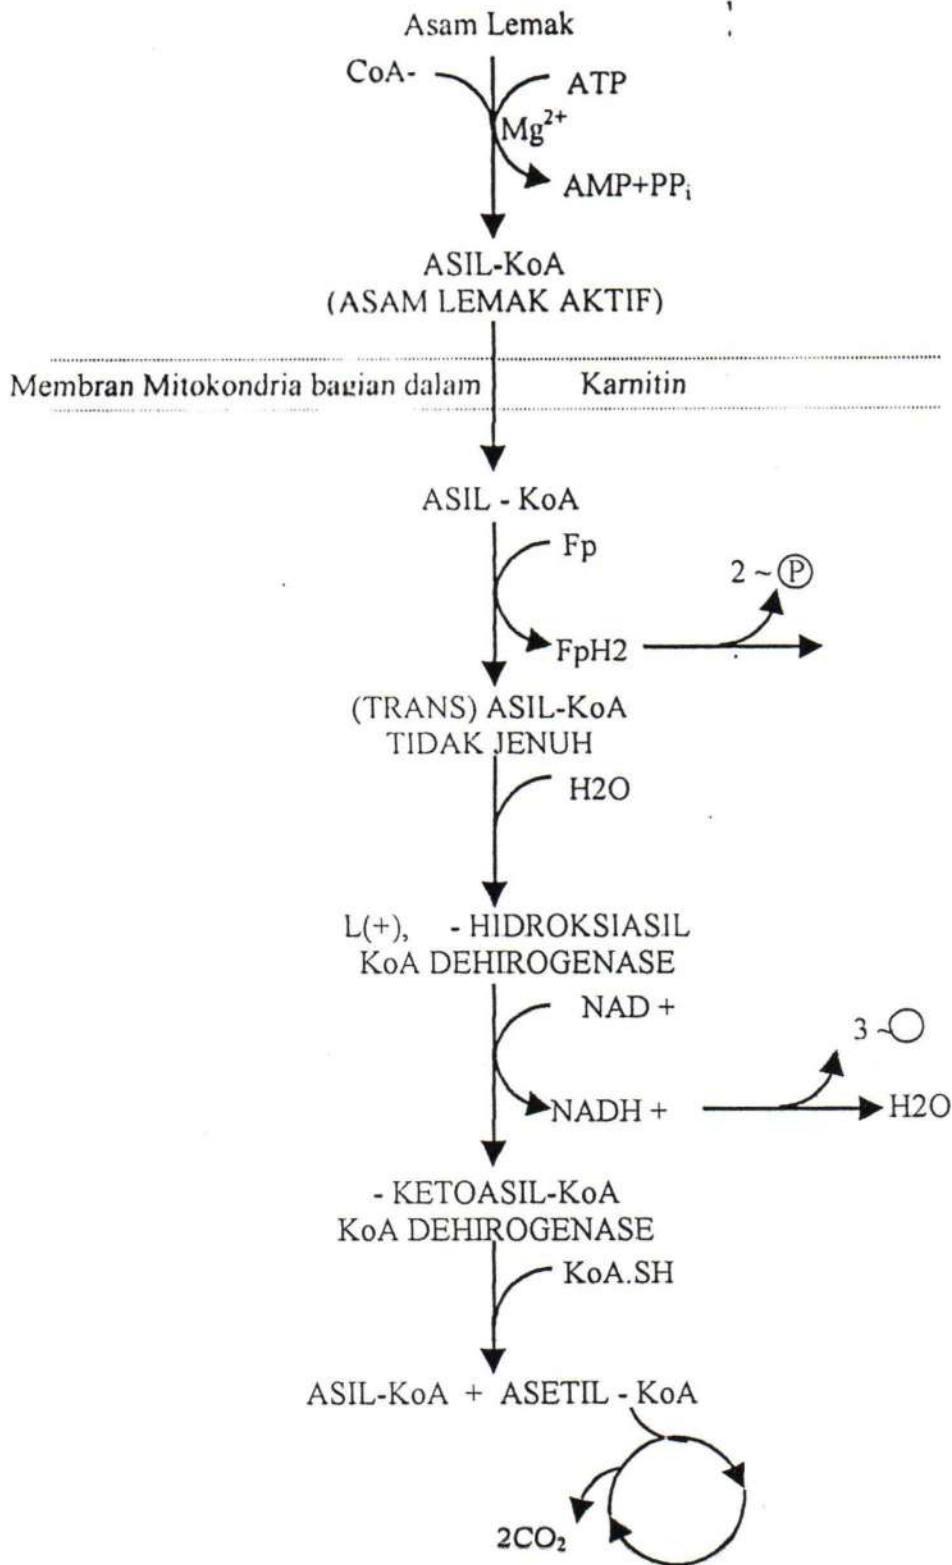 Asam Lemak
CoA-
ATP
Mg²⁺
AMP+PPᵢ
ASIL-KoA
(ASAM LEMAK AKTIF)
Membran Mitokondria bagian dalam
Karnitin
ASIL - KoA
Fp
2 ~ Ⓟ
FpH2
(TRANS) ASIL-KoA
TIDAK JENUH
H2O
L(+), - HIDROKSIASIL
KoA DEHIROGENASE
NAD +
3 ~
NADH +
H2O
- KETOASIL-KoA
KoA DEHIROGENASE
KoA.SH
ASIL-KoA + ASETIL - KoA
2CO₂